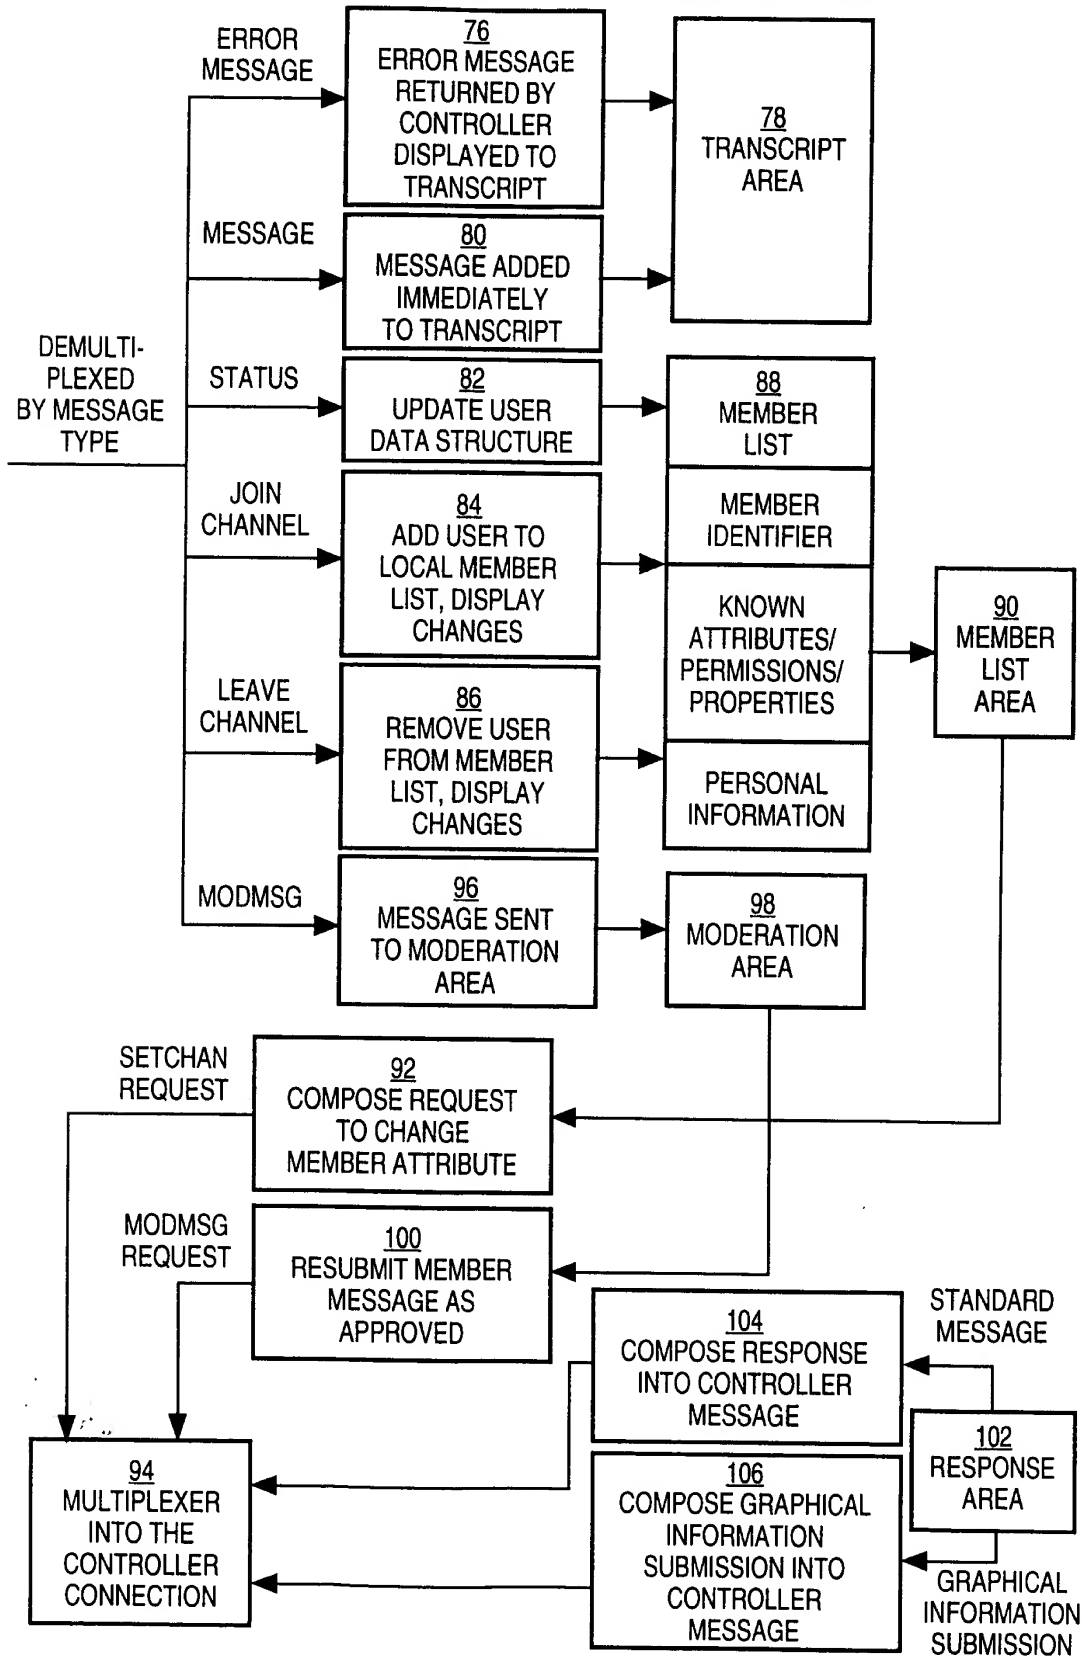 ERROR
MESSAGE
76
ERROR MESSAGE
RETURNED BY
CONTROLLER
DISPLAYED TO
TRANSCRIPT
78
TRANSCRIPT
AREA
MESSAGE
80
MESSAGE ADDED
IMMEDIATELY
TO TRANSCRIPT
DEMULTI-
PLEXED
BY MESSAGE
TYPE
STATUS
82
UPDATE USER
DATA STRUCTURE
88
MEMBER
LIST
JOIN
CHANNEL
84
ADD USER TO
LOCAL MEMBER
LIST, DISPLAY
CHANGES
MEMBER
IDENTIFIER
KNOWN
ATTRIBUTES/
PERMISSIONS/
PROPERTIES
90
MEMBER
LIST
AREA
LEAVE
CHANNEL
86
REMOVE USER
FROM MEMBER
LIST, DISPLAY
CHANGES
PERSONAL
INFORMATION
MODMSG
96
MESSAGE SENT
TO MODERATION
AREA
98
MODERATION
AREA
SETCHAN
REQUEST
92
COMPOSE REQUEST
TO CHANGE
MEMBER ATTRIBUTE
MODMSG
REQUEST
100
RESUBMIT MEMBER
MESSAGE AS
APPROVED
104
COMPOSE RESPONSE
INTO CONTROLLER
MESSAGE
STANDARD
MESSAGE
102
RESPONSE
AREA
94
MULTIPLEXER
INTO THE
CONTROLLER
CONNECTION
106
COMPOSE GRAPHICAL
INFORMATION
SUBMISSION INTO
CONTROLLER
MESSAGE
GRAPHICAL
INFORMATION
SUBMISSION